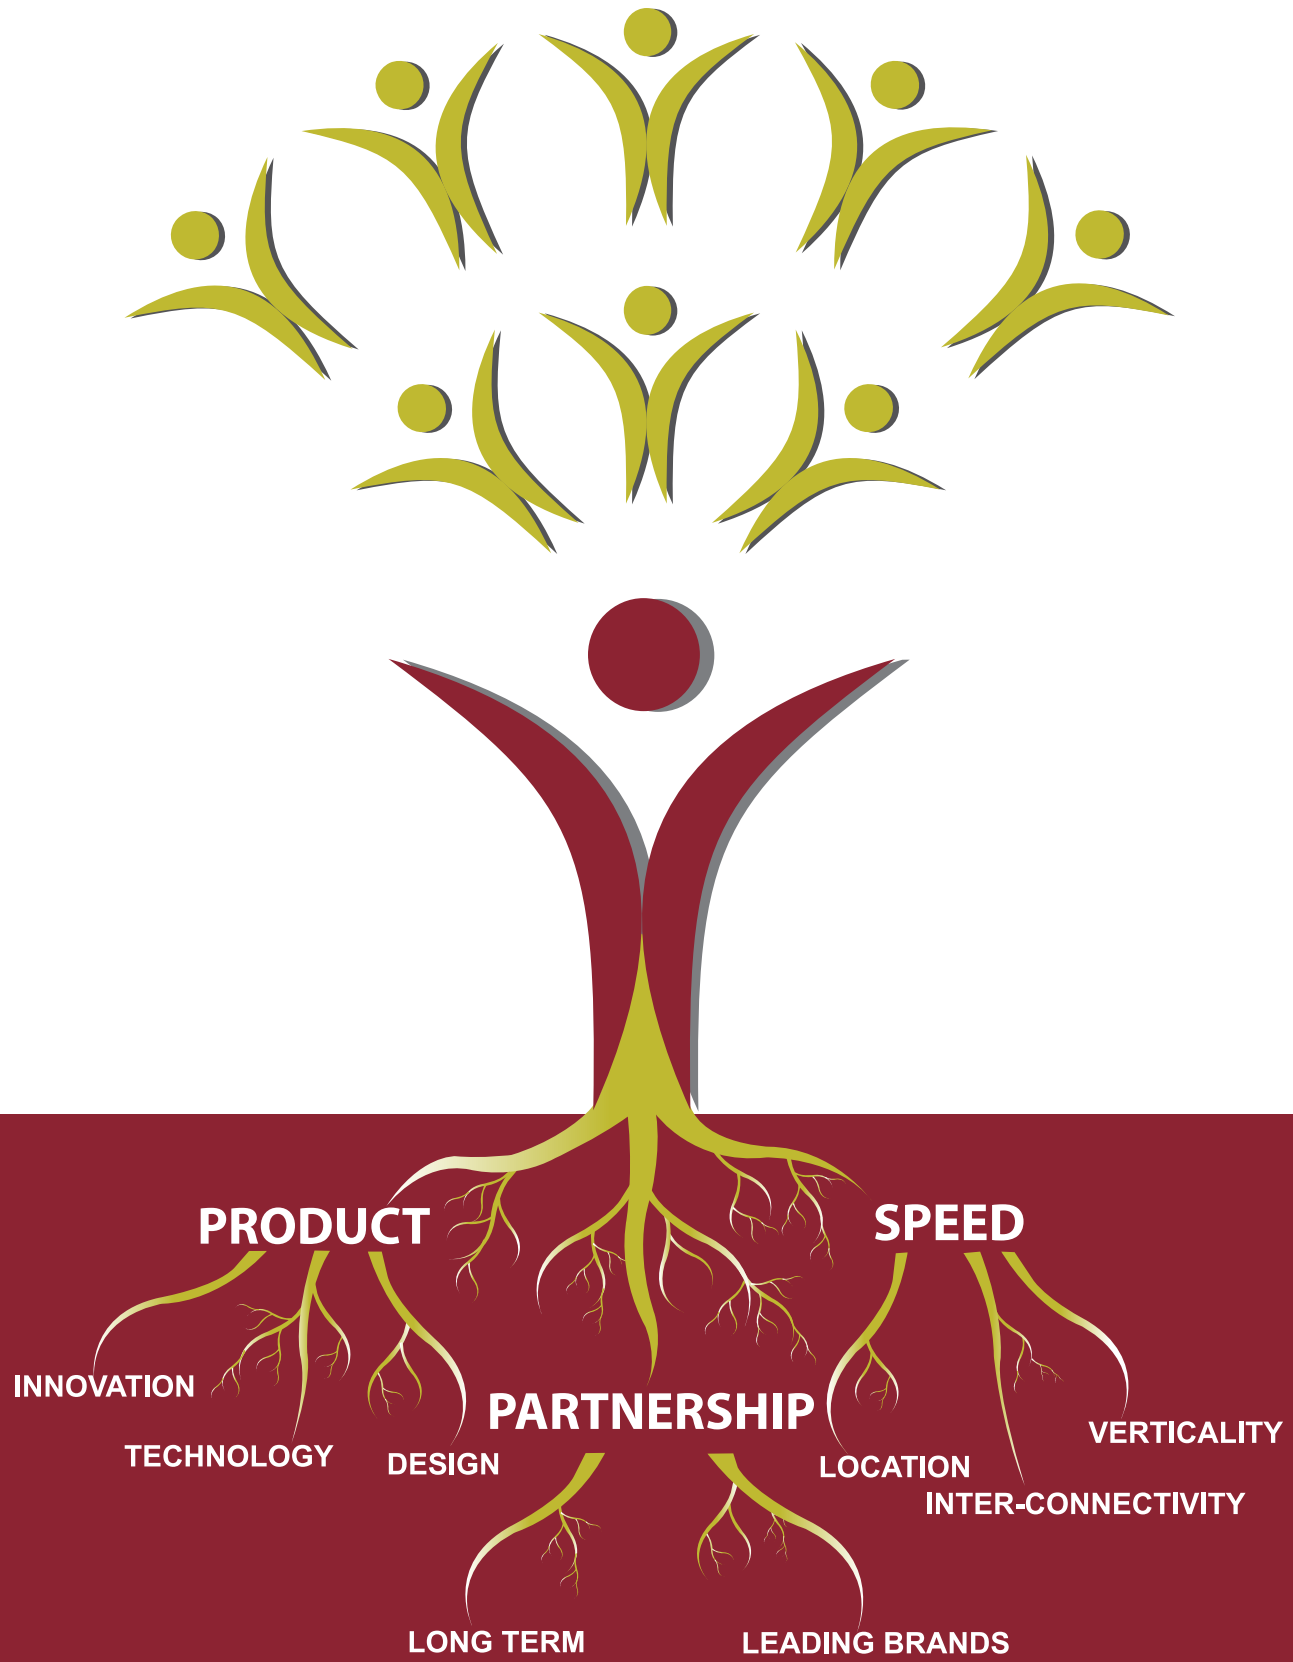 PRODUCT
SPEED
INNOVATION
TECHNOLOGY
DESIGN
PARTNERSHIP
LOCATION
VERTICALITY
INTER-CONNECTIVITY
LONG TERM
LEADING BRANDS